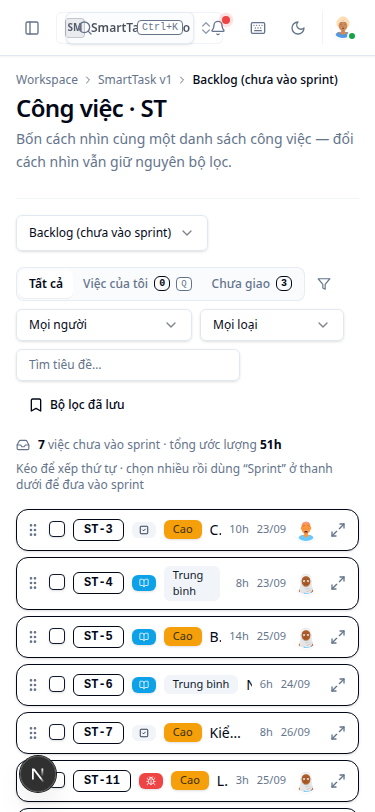 SN SmartTa Ctrl+K o
Workspace > SmartTask v1 > Backlog (chưa vào sprint)
Công việc · ST
Bốn cách nhìn cùng một danh sách công việc — đổi
cách nhìn vẫn giữ nguyên bộ lọc.
Backlog (chưa vào sprint)
Tất cả Việc của tôi 0 Q Chưa giao 3
Mọi người Mọi loại
Tìm tiêu đề...
Bộ lọc đã lưu
7 việc chưa vào sprint · tổng ước lượng 51h
Kéo để xếp thứ tự · chọn nhiều rồi dùng “Sprint” ở thanh
dưới để đưa vào sprint
ST-3 Cao C. 10h 23/09
ST-4 Trung bình 8h 23/09
ST-5 Cao B. 14h 25/09
ST-6 Trung bình 6h 24/09
ST-7 Cao Kiể... 8h 26/09
N ST-11 Cao L. 3h 25/09